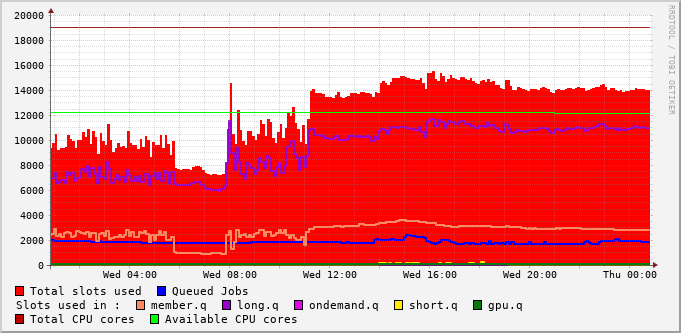 RRDTOOL / TOBI OETIKER
20000
18000
16000
14000
12000
10000
8000
6000
4000
2000
0
Wed 04:00 Wed 08:00 Wed 12:00 Wed 16:00 Wed 20:00 Thu 00:00
Total slots used Queued Jobs
Slots used in : member.q long.q ondemand.q short.q gpu.q
Total CPU cores Available CPU cores